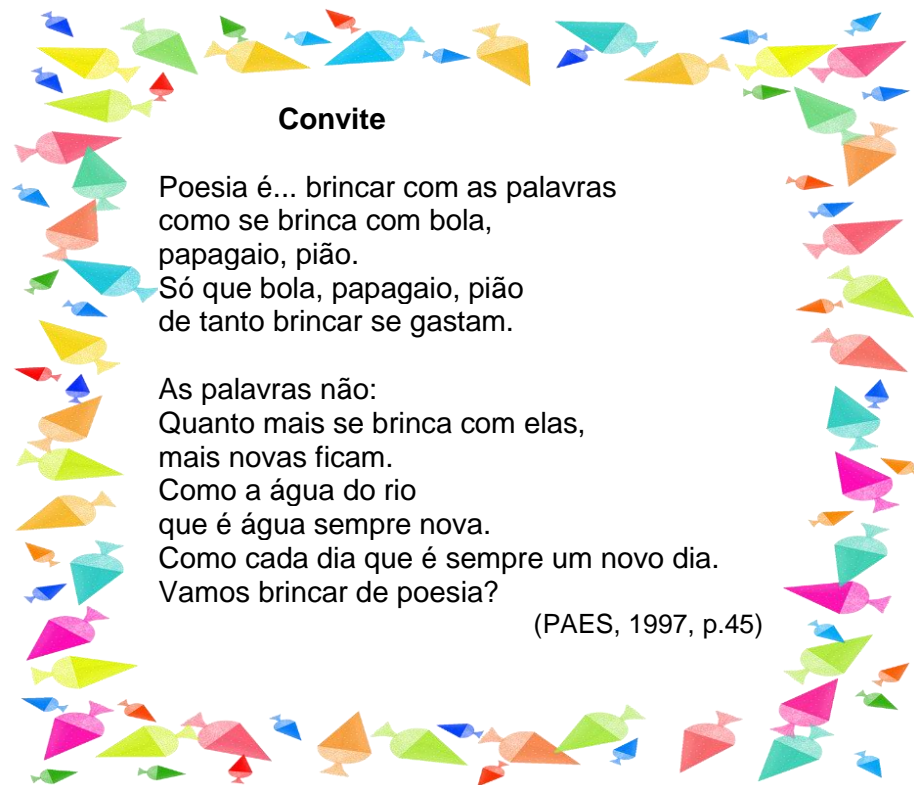 Convite
Poesia é... brincar com as palavras
como se brinca com bola,
papagaio, pião.
Só que bola, papagaio, pião
de tanto brincar se gastam.
As palavras não:
Quanto mais se brinca com elas,
mais novas ficam.
Como a água do rio
que é água sempre nova.
Como cada dia que é sempre um novo dia.
Vamos brincar de poesia?
(PAES, 1997, p.45)